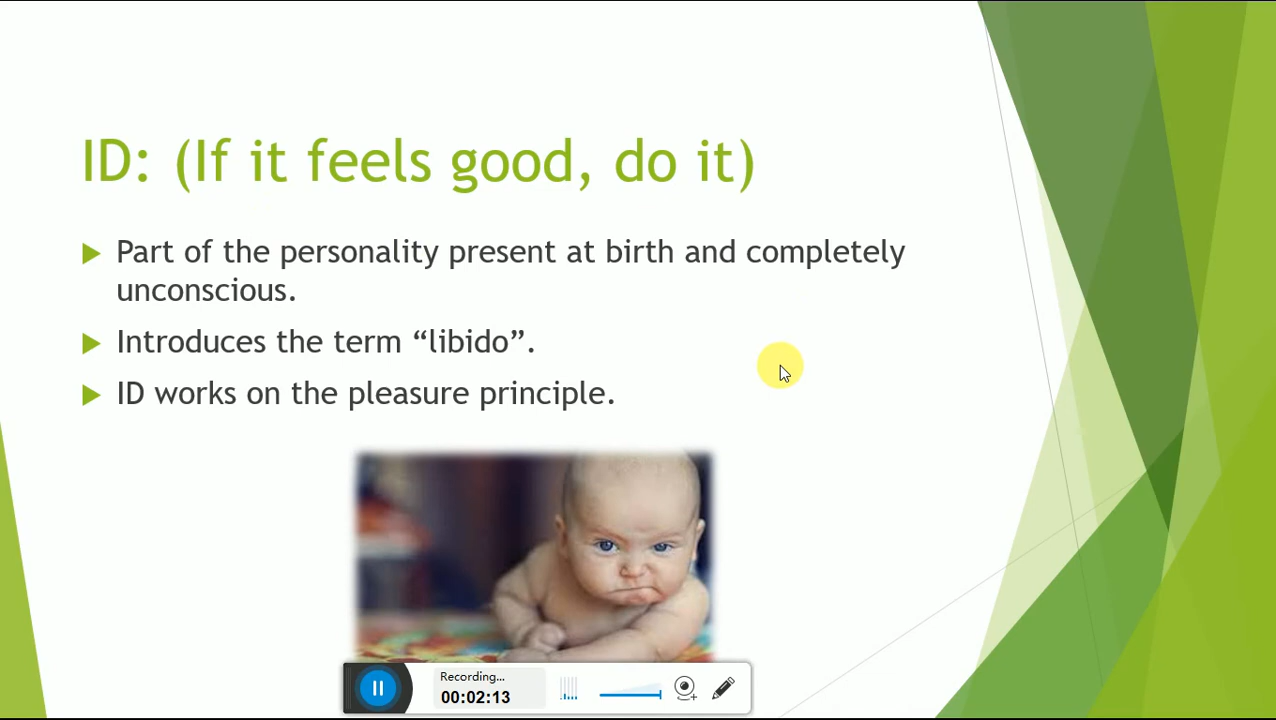 ID: (If it feels good, do it)
Part of the personality present at birth and completely
unconscious.
Introduces the term “libido”.
ID works on the pleasure principle.
Recording...
00:02:13